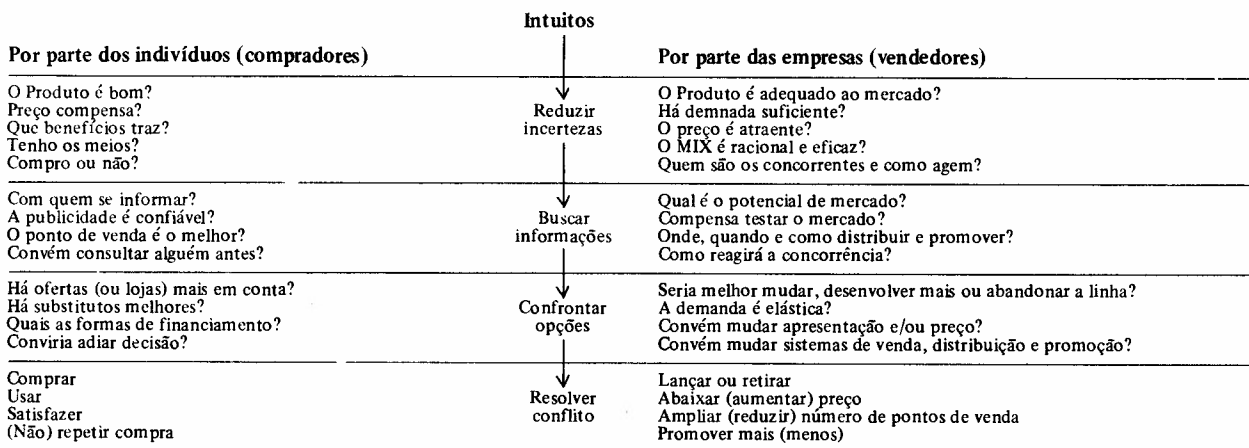 Intuitos
Por parte dos indivíduos (compradores)
Por parte das empresas (vendedores)
O Produto é bom?
Preço compensa?
Que benefícios traz?
Tenho os meios?
Compro ou não?
Reduzir
incertezas
O Produto é adequado ao mercado?
Há demnada suficiente?
O preço é atraente?
O MIX é racional e eficaz?
Quem são os concorrentes e como agem?
Com quem se informar?
A publicidade é confiável?
O ponto de venda é o melhor?
Convém consultar alguém antes?
Buscar
informações
Qual é o potencial de mercado?
Compensa testar o mercado?
Onde, quando e como distribuir e promover?
Como reagirá a concorrência?
Há ofertas (ou lojas) mais em conta?
Há substitutos melhores?
Quais as formas de financiamento?
Conviria adiar decisão?
Confrontar
opções
Seria melhor mudar, desenvolver mais ou abandonar a linha?
A demanda é elástica?
Convém mudar apresentação e/ou preço?
Convém mudar sistemas de venda, distribuição e promoção?
Comprar
Usar
Satisfazer
(Não) repetir compra
Resolver
conflito
Lançar ou retirar
Abaixar (aumentar) preço
Ampliar (reduzir) número de pontos de venda
Promover mais (menos)